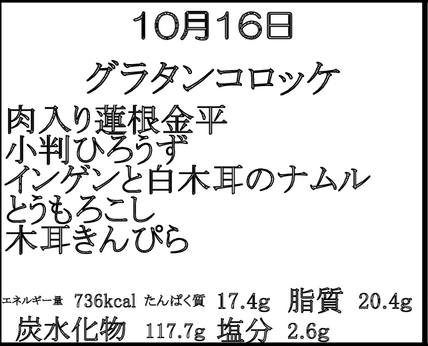 10月16日
グラタンコロッケ
肉入り蓮根金平
小判ひろうず
インゲンと白木耳のナムル
とうもろこし
木耳きんぴら
エネルギー量 736kcal たんぱく質 17.4g 脂質 20.4g
炭水化物 117.7g 塩分 2.6g